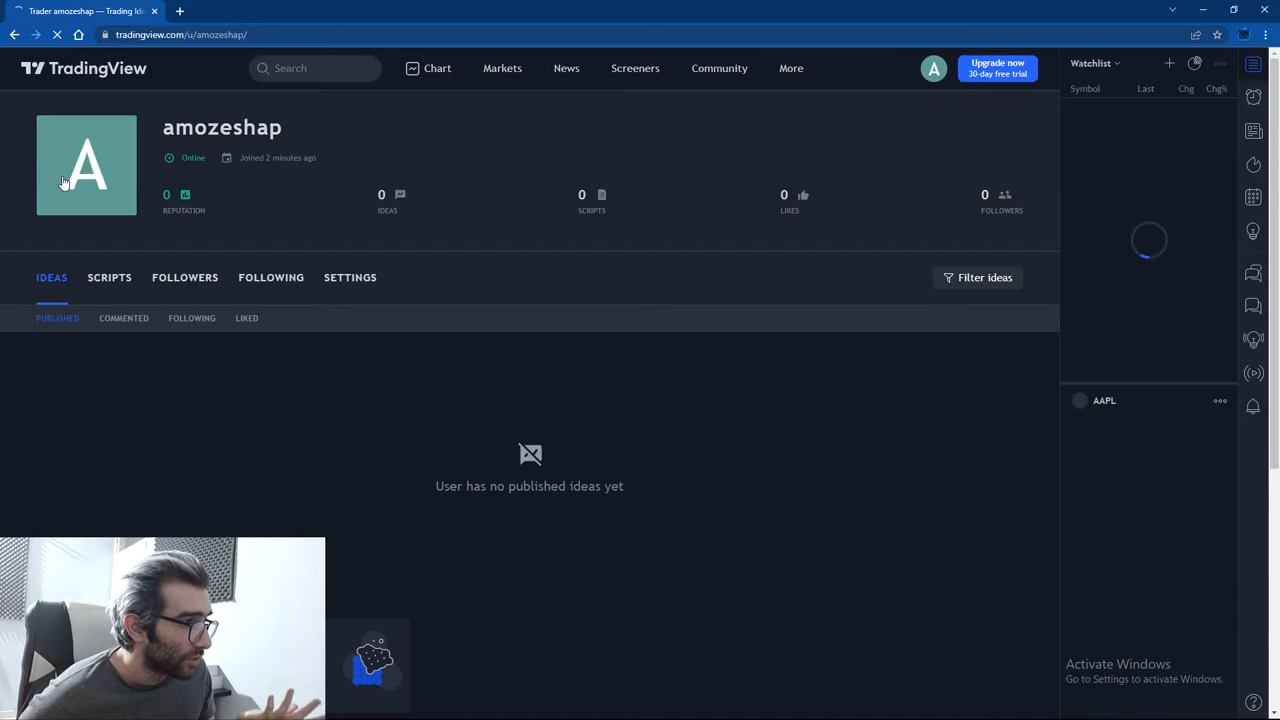 Trader amozeshap — Trading Ide
tradingview.com/u/amozeshap/
TradingView
Search
Chart
Markets
News
Screeners
Community
More
A
Upgrade now
30-day free trial
Watchlist
Symbol Last Chg Chg%
A
amozeshap
Online
Joined 2 minutes ago
0
REPUTATION
0
IDEAS
0
SCRIPTS
0
LIKES
0
FOLLOWERS
IDEAS
SCRIPTS
FOLLOWERS
FOLLOWING
SETTINGS
Filter ideas
PUBLISHED
COMMENTED
FOLLOWING
LIKED
AAPL
User has no published ideas yet
Activate Windows
Go to Settings to activate Windows.